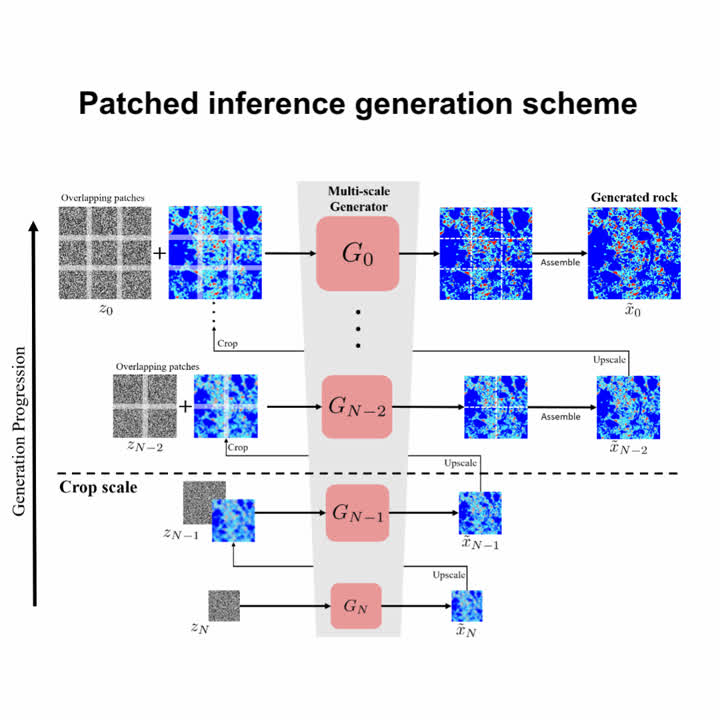 Patched inference generation scheme
Multi-scale
Generator
Overlapping patches
Generated rock
+
G_0
Assemble
z_0
x̃_0
Crop
Upscale
Overlapping patches
+
G_{N-2}
Assemble
z_{N-2}
x̃_{N-2}
Crop
Upscale
Crop scale
G_{N-1}
z_{N-1}
x̃_{N-1}
Upscale
G_N
z_N
x̃_N
Generation Progression